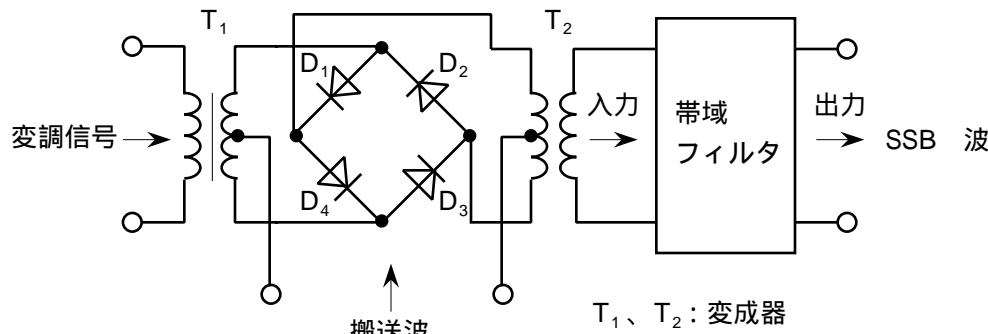 T₁
T₂
D₁
D₂
D₃
D₄
変調信号
入力
帯域
フィルタ
出力
SSB 波
搬送波
T₁、T₂:変成器